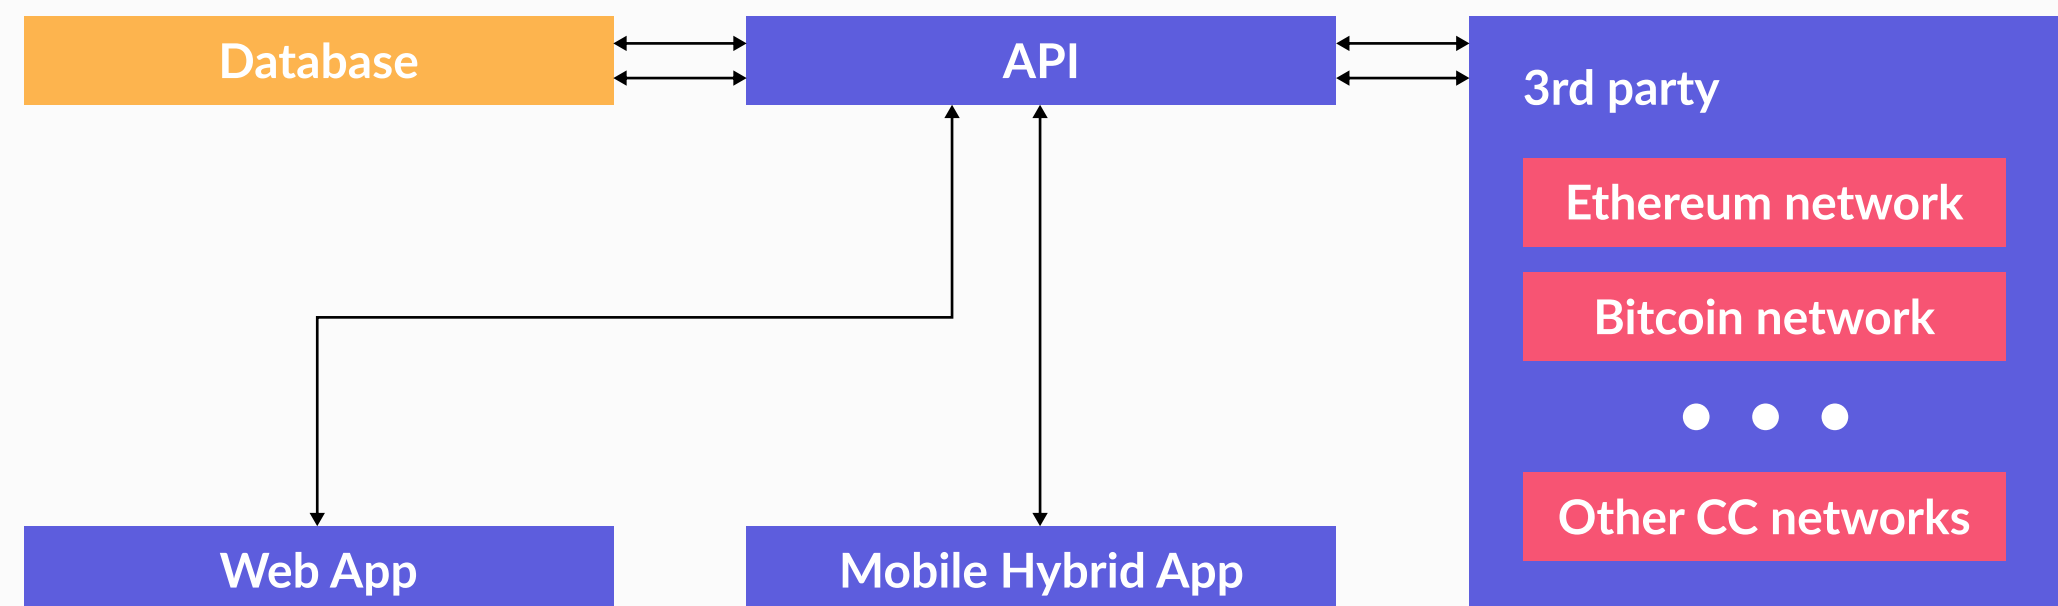 Database
API
3rd party
Ethereum network
Bitcoin network
Other CC networks
Web App
Mobile Hybrid App